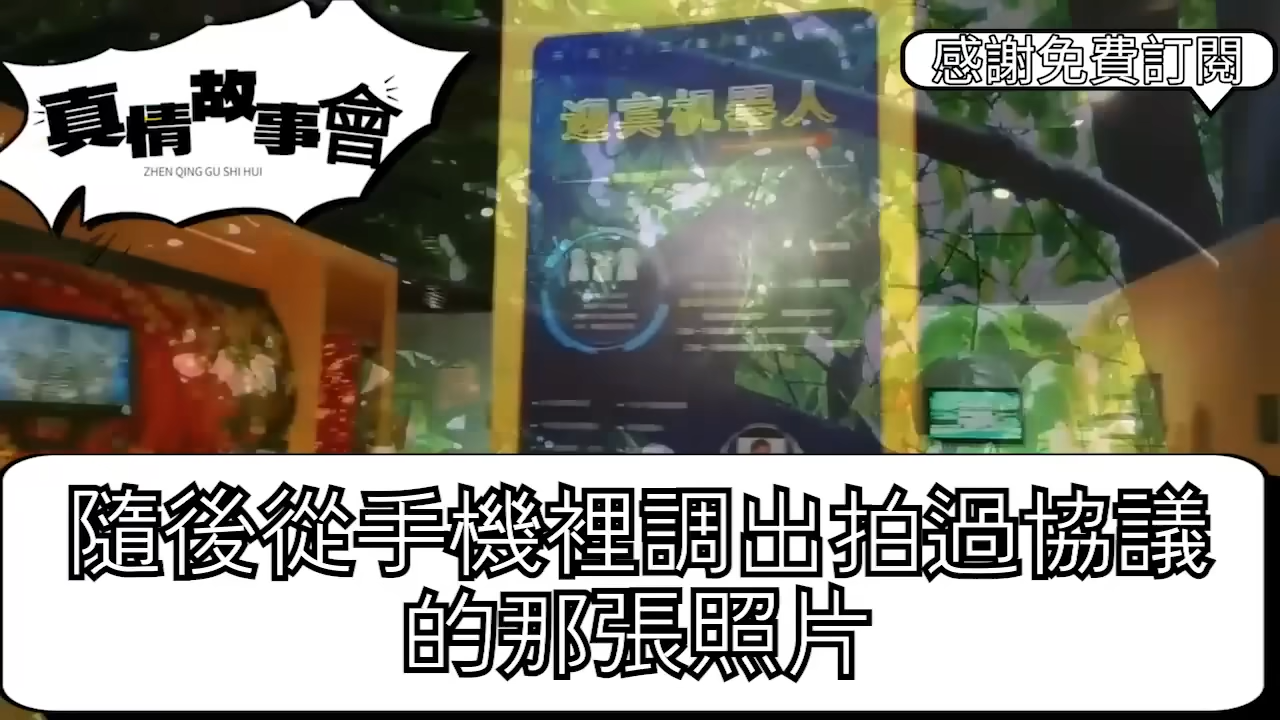 真情故事會
ZHEN QING GU SHI HUI
感謝免費訂閱
迎宾机器人
隨後從手機裡調出拍過協議
的那張照片